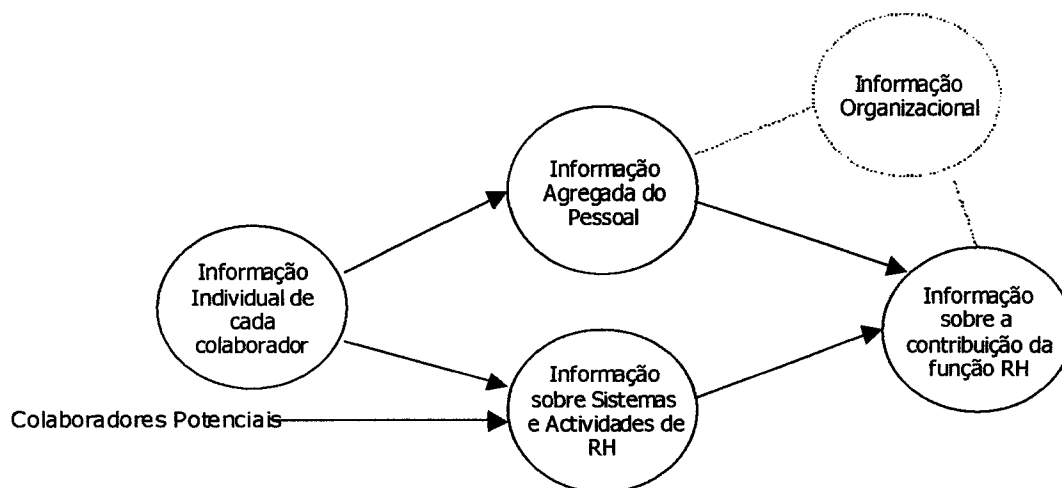 Informação
Organizacional
Informação
Agregada do
Pessoal
Informação
Individual de
cada
colaborador
Informação
sobre a
contribuição da
função RH
Informação
sobre Sistemas
e Actividades de
RH
Colaboradores Potenciais